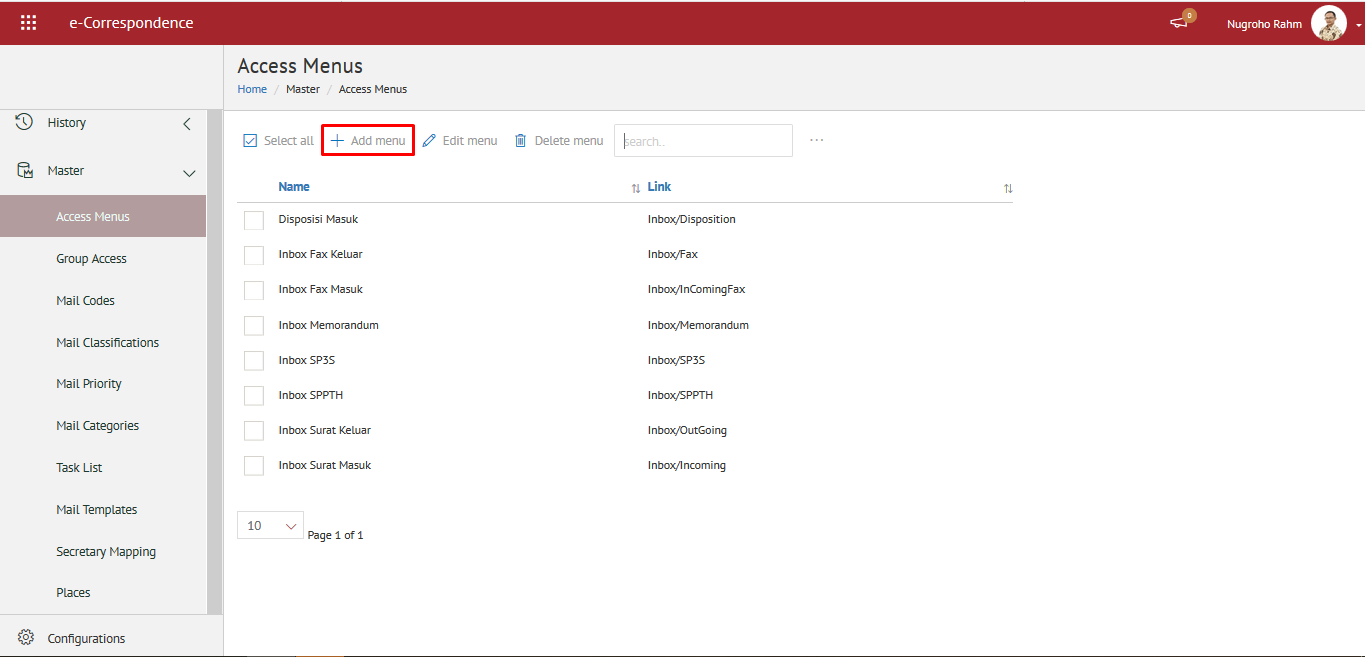 e-Correspondence
0
Nugroho Rahm
Access Menus
Home / Master / Access Menus
History
Master
Access Menus
Group Access
Mail Codes
Mail Classifications
Mail Priority
Mail Categories
Task List
Mail Templates
Secretary Mapping
Places
Configurations
Select all Add menu Edit menu Delete menu search.. ...
Name Link
Disposisi Masuk Inbox/Disposition
Inbox Fax Keluar Inbox/Fax
Inbox Fax Masuk Inbox/InComingFax
Inbox Memorandum Inbox/Memorandum
Inbox SP3S Inbox/SP3S
Inbox SPPTH Inbox/SPPTH
Inbox Surat Keluar Inbox/OutGoing
Inbox Surat Masuk Inbox/Incoming
10 Page 1 of 1